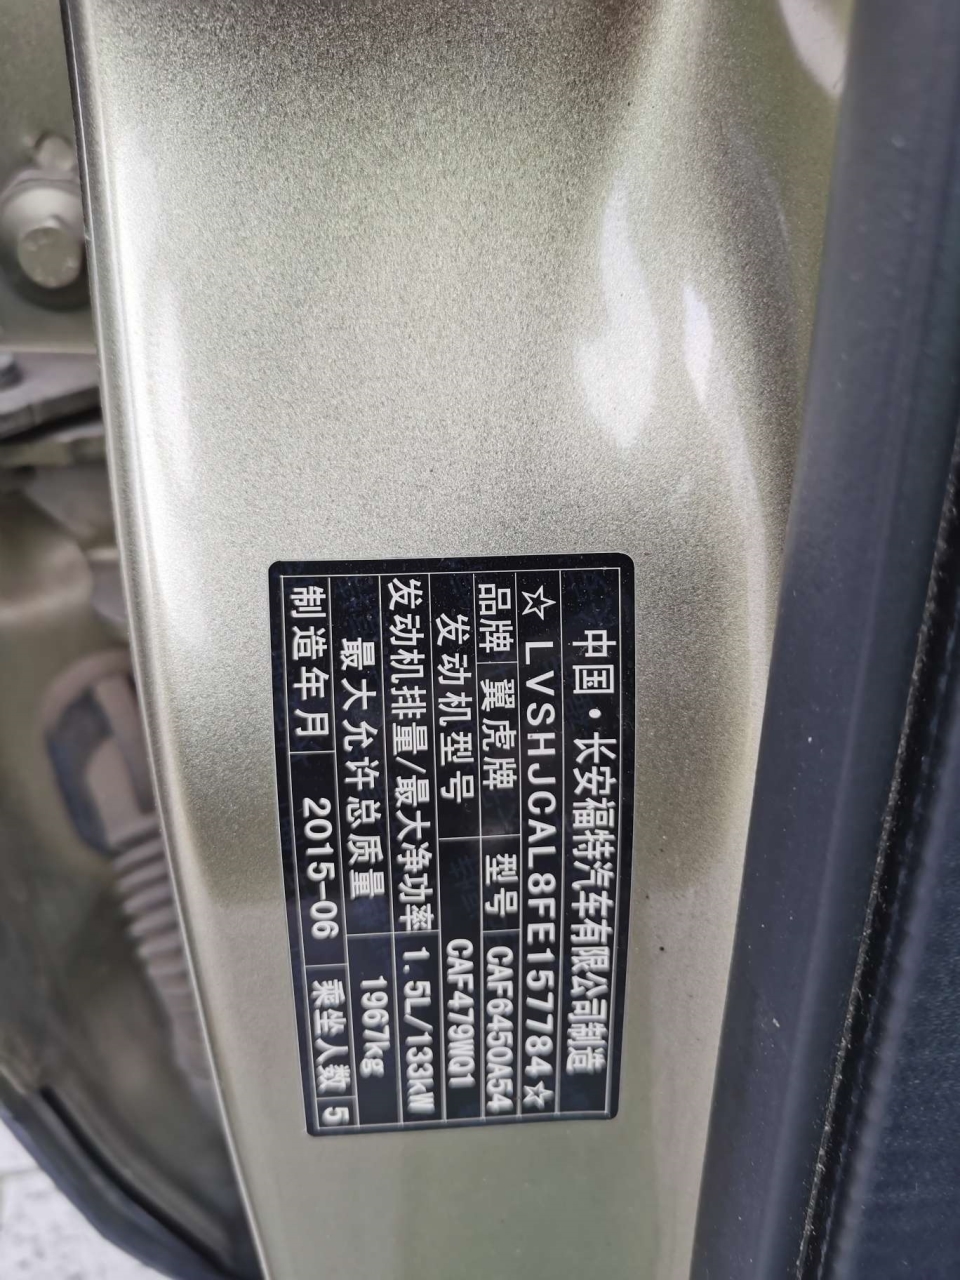 中国·长安福特汽车有限公司制造
☆LVSHJCAL8FE157784☆
品牌 翼虎牌 型号 CAF6450A54
发动机型号 CAF479WQ1
发动机排量/最大净功率 1.5L/133kW
最大允许总质量 1967kg
制造年月 2015-06 乘坐人数 5